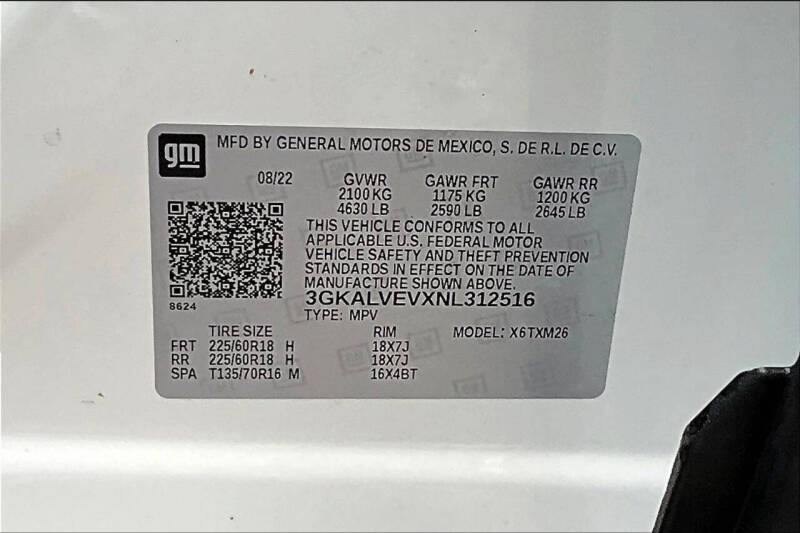 gm MFD BY GENERAL MOTORS DE MEXICO, S. DE R.L. DE C.V.
08/22 GVWR GAWR FRT GAWR RR
2100 KG 1175 KG 1200 KG
4630 LB 2590 LB 2645 LB
THIS VEHICLE CONFORMS TO ALL
APPLICABLE U.S. FEDERAL MOTOR
VEHICLE SAFETY AND THEFT PREVENTION
STANDARDS IN EFFECT ON THE DATE OF
MANUFACTURE SHOWN ABOVE.
8624 3GKALVEVXNL312516
TYPE: MPV
TIRE SIZE RIM MODEL: X6TXM26
FRT 225/60R18 H 18X7J
RR 225/60R18 H 18X7J
SPA T135/70R16 M 16X4BT